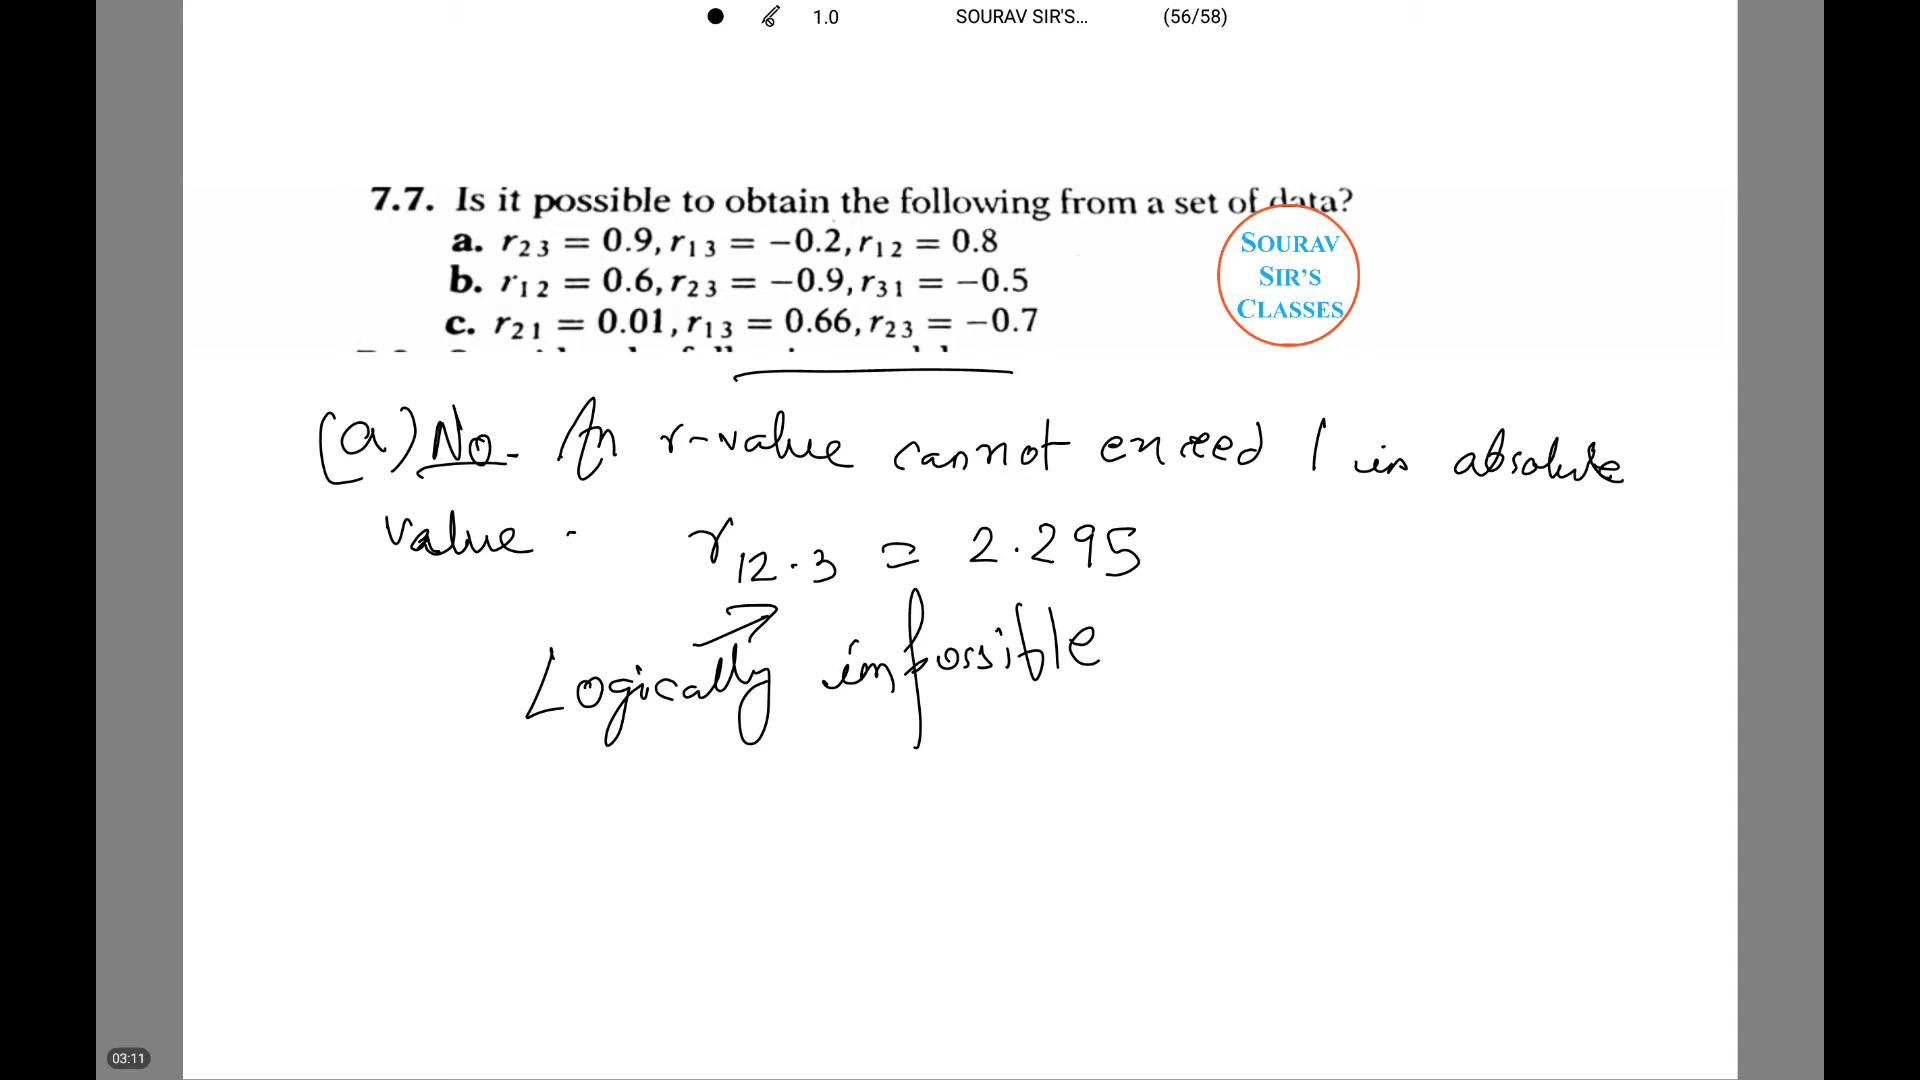 1.0 SOURAV SIR'S... (56/58)
7.7. Is it possible to obtain the following from a set of data?
a. r23 = 0.9, r13 = −0.2, r12 = 0.8
b. r12 = 0.6, r23 = −0.9, r31 = −0.5
c. r21 = 0.01, r13 = 0.66, r23 = −0.7
SOURAV
SIR'S
CLASSES
(a) No. An r-value cannot exceed 1 in absolute
value. r12.3 = 2.295
Logically impossible
03:11